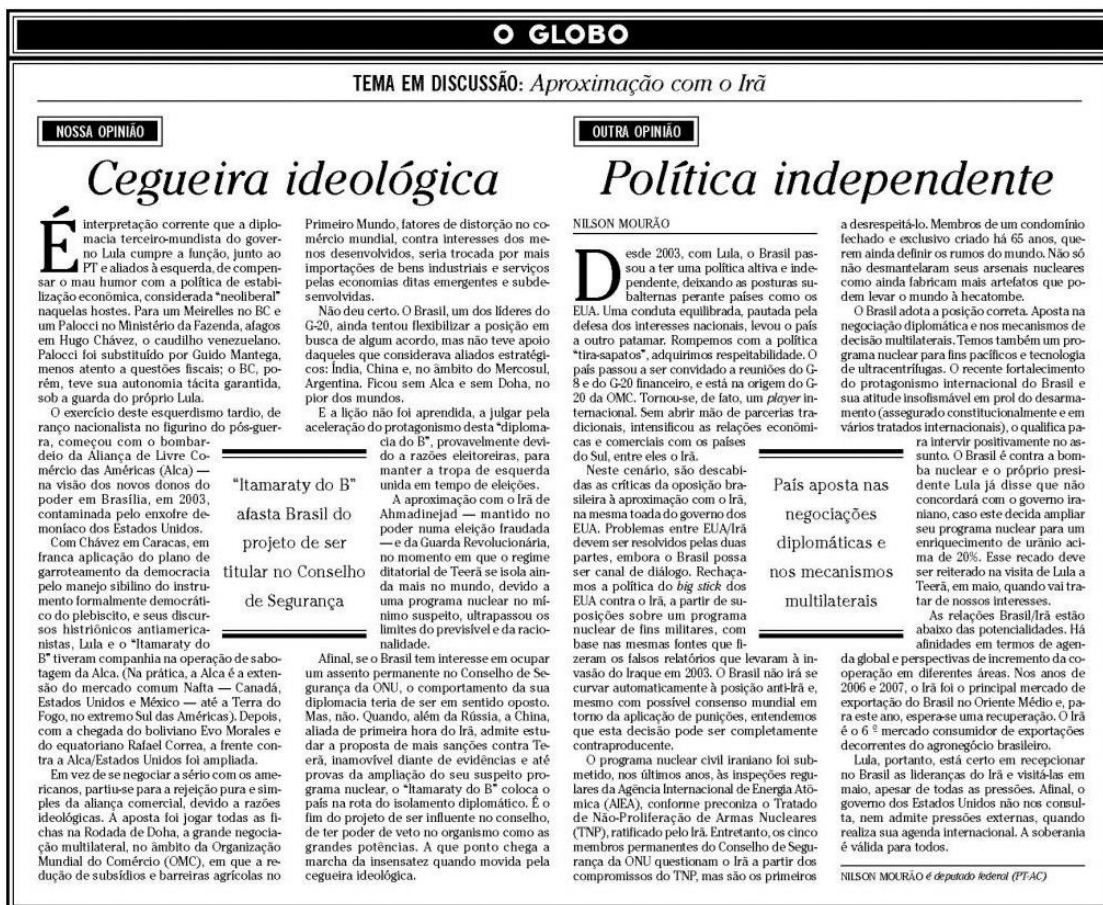 O GLOBO
TEMA EM DISCUSSÃO: Aproximação com o Irã
NOSSA OPINIÃO
Cegueira ideológica
É interpretação corrente que a diplo-
macia terceiro-mundista do gover-
no Lula cumpre a função, junto ao
PT e aliados à esquerda, de compen-
sar o mau humor com a política de estabi-
lização econômica, considerada "neoliberal"
naquelas hostes. Para um Meirelles no BC e
um Palocci no Ministério da Fazenda, afagos
em Hugo Chávez, o caudilho venezuelano.
Palocci foi substituído por Guido Mantega,
menos atento a questões fiscais; o BC, po-
rém, teve sua autonomia tácita garantida,
sob a guarda do próprio Lula.
O exercício deste esquerdismo tardio, de
ranço nacionalista no figurino do pós-guer-
ra, começou com o bombar-
deio da Aliança de Livre Co-
mércio das Américas (Alca) —
na visão dos novos donos do
poder em Brasília, em 2003,
contaminada pelo enxofre de-
moníaco dos Estados Unidos.
Com Chávez em Caracas, em
franca aplicação do plano de
garroteamento da democracia
pelo manejo sibilino do instru-
mento formalmente democráti-
co do plebiscito, e seus discur-
sos histriônicos antiamerica-
nistas, Lula e o "Itamaraty do
B" tiveram companhia na operação de sabo-
tagem da Alca. (Na prática, a Alca é a exten-
são do mercado comum Nafta — Canadá,
Estados Unidos e México — até a Terra do
Fogo, no extremo Sul das Américas). Depois,
com a chegada do boliviano Evo Morales e
do equatoriano Rafael Correa, a frente con-
tra a Alca/Estados Unidos foi ampliada.
Em vez de se negociar a sério com os ame-
ricanos, partiu-se para a rejeição pura e sim-
ples da aliança comercial, devido a razões
ideológicas. A aposta foi jogar todas as fi-
chas na Rodada de Doha, a grande negocia-
ção multilateral, no âmbito da Organização
Mundial do Comércio (OMC), em que a re-
dução de subsídios e barreiras agrícolas no
Primeiro Mundo, fatores de distorção no co-
mércio mundial, contra interesses dos me-
nos desenvolvidos, seria trocada por mais
importações de bens industriais e serviços
pelas economias ditas emergentes e subde-
senvolvidas.
Não deu certo. O Brasil, um dos líderes do
G-20, ainda tentou flexibilizar a posição em
busca de algum acordo, mas não teve apoio
daqueles que considerava aliados estratégi-
cos: Índia, China e, no âmbito do Mercosul,
Argentina. Ficou sem Alca e sem Doha, no
pior dos mundos.
E a lição não foi aprendida, a julgar pela
aceleração do protagonismo desta "diploma-
cia do B", provavelmente devi-
do a razões eleitoreiras, para
manter a tropa de esquerda
unida em tempo de eleições.
A aproximação com o Irã de
Ahmadinejad — mantido no
poder numa eleição fraudada
— e da Guarda Revolucionária,
no momento em que o regime
ditatorial de Teerã se isola ain-
da mais no mundo, devido a
uma programa nuclear no mí-
nimo suspeito, ultrapassou os
limites do previsível e da racio-
nalidade.
Afinal, se o Brasil tem interesse em ocupar
um assento permanente no Conselho de Se-
gurança da ONU, o comportamento da sua
diplomacia teria de ser em sentido oposto.
Mas, não. Quando, além da Rússia, a China,
aliada de primeira hora do Irã, admite estu-
dar a proposta de mais sanções contra Te-
erã, inamovível diante de evidências e até
provas da ampliação do seu suspeito pro-
grama nuclear, o "Itamaraty do B" coloca o
país na rota do isolamento diplomático. É o
fim do projeto de ser influente no conselho,
de ter poder de veto no organismo como as
grandes potências. A que ponto chega a
marcha da insensatez quando movida pela
cegueira ideológica.
"Itamaraty do B"
afasta Brasil do
projeto de ser
titular no Conselho
de Segurança
OUTRA OPINIÃO
Política independente
NILSON MOURÃO
Desde 2003, com Lula, o Brasil pas-
sou a ter uma política altiva e inde-
pendente, deixando as posturas su-
balternas perante países como os
EUA. Uma conduta equilibrada, pautada pela
defesa dos interesses nacionais, levou o país
a outro patamar. Rompemos com a política
"tira-sapatos", adquirimos respeitabilidade. O
país passou a ser convidado a reuniões do G-
8 e do G-20 financeiro, e está na origem do G-
20 da OMC. Tornou-se, de fato, um player in-
ternacional. Sem abrir mão de parcerias tra-
dicionais, intensificou as relações econômi-
cas e comerciais com os países
do Sul, entre eles o Irã.
Neste cenário, são descabi-
das as críticas da oposição bra-
sileira à aproximação com o Irã,
na mesma toada do governo dos
EUA. Problemas entre EUA/Irã
devem ser resolvidos pelas duas
partes, embora o Brasil possa
ser canal de diálogo. Rechaça-
mos a política do big stick dos
EUA contra o Irã, a partir de su-
posições sobre um programa
nuclear de fins militares, com
base nas mesmas fontes que fi-
zeram os falsos relatórios que levaram à in-
vasão do Iraque em 2003. O Brasil não irá se
curvar automaticamente à posição anti-Irã e,
mesmo com possível consenso mundial em
torno da aplicação de punições, entendemos
que esta decisão pode ser completamente
contraproducente.
O programa nuclear civil iraniano foi sub-
metido, nos últimos anos, às inspeções regu-
lares da Agência Internacional de Energia Atô-
mica (AIEA), conforme preconiza o Tratado
de Não-Proliferação de Armas Nucleares
(TNP), ratificado pelo Irã. Entretanto, os cinco
membros permanentes do Conselho de Segu-
rança da ONU questionam o Irã a partir dos
compromissos do TNP, mas são os primeiros
a desrespeitá-lo. Membros de um condomínio
fechado e exclusivo criado há 65 anos, que-
rem ainda definir os rumos do mundo. Não só
não desmantelaram seus arsenais nucleares
como ainda fabricam mais artefatos que po-
dem levar o mundo à hecatombe.
O Brasil adota a posição correta. Aposta na
negociação diplomática e nos mecanismos de
decisão multilaterais. Temos também um pro-
grama nuclear para fins pacíficos e tecnologia
de ultracentrífugas. O recente fortalecimento
do protagonismo internacional do Brasil e
sua atitude insofismável em prol do desarma-
mento (assegurado constitucionalmente e em
vários tratados internacionais), o qualifica pa-
ra intervir positivamente no as-
sunto. O Brasil é contra a bom-
ba nuclear e o próprio presi-
dente Lula já disse que não
concordará com o governo ira-
niano, caso este decida ampliar
seu programa nuclear para um
enriquecimento de urânio aci-
ma de 20%. Esse recado deve
ser reiterado na visita de Lula a
Teerã, em maio, quando vai tra-
tar de nossos interesses.
As relações Brasil/Irã estão
abaixo das potencialidades. Há
afinidades em termos de agen-
da global e perspectivas de incremento da co-
operação em diferentes áreas. Nos anos de
2006 e 2007, o Irã foi o principal mercado de
exportação do Brasil no Oriente Médio e, pa-
ra este ano, espera-se uma recuperação. O Irã
é o 6 º mercado consumidor de exportações
decorrentes do agronegócio brasileiro.
Lula, portanto, está certo em recepcionar
no Brasil as lideranças do Irã e visitá-las em
maio, apesar de todas as pressões. Afinal, o
governo dos Estados Unidos não nos consul-
ta, nem admite pressões externas, quando
realiza sua agenda internacional. A soberania
é válida para todos.
País aposta nas
negociações
diplomáticas e
nos mecanismos
multilaterais
NILSON MOURÃO é deputado federal (PT-AC)